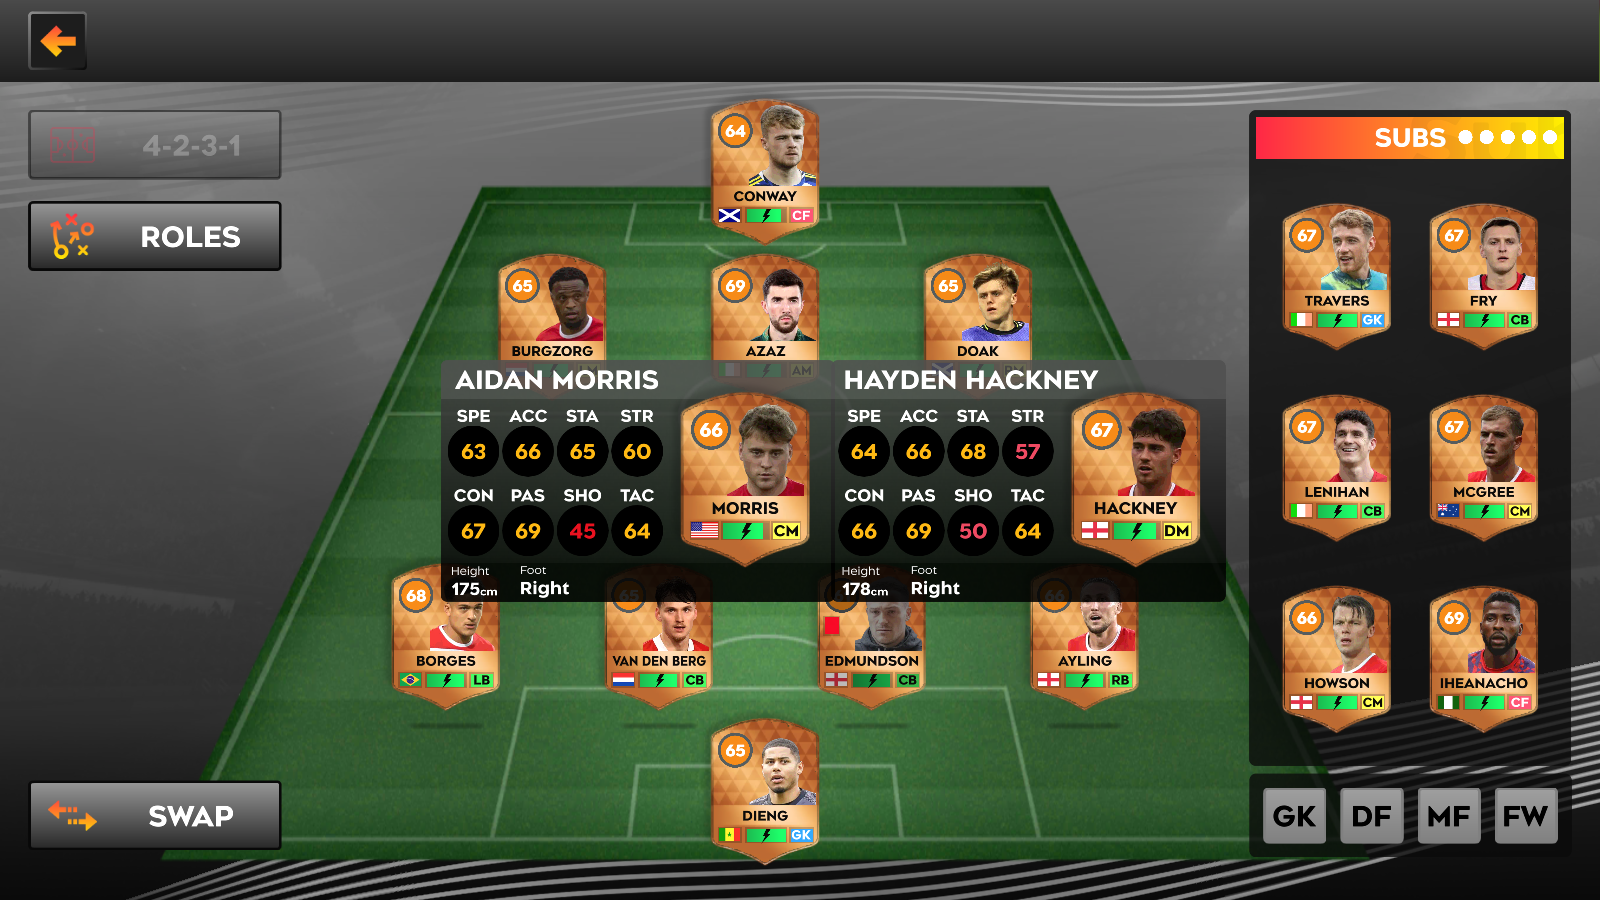 4-2-3-1
ROLES
64
CONWAY
CF
65
BURGZORG
69
AZAZ
AM
65
DOAK
AIDAN MORRIS
SPE ACC STA STR
63 66 65 60
CON PAS SHO TAC
67 69 45 64
Height Foot
175cm Right
66
MORRIS
CM
HAYDEN HACKNEY
SPE ACC STA STR
64 66 68 57
CON PAS SHO TAC
66 69 50 64
Height Foot
178cm Right
67
HACKNEY
DM
68
BORGES
LB
65
VAN DEN BERG
CB
EDMUNDSON
CB
66
AYLING
RB
65
DIENG
GK
SWAP
SUBS
67
TRAVERS
GK
67
FRY
CB
67
LENIHAN
CB
67
MCGREE
CM
66
HOWSON
CM
69
IHEANACHO
CF
GK DF MF FW